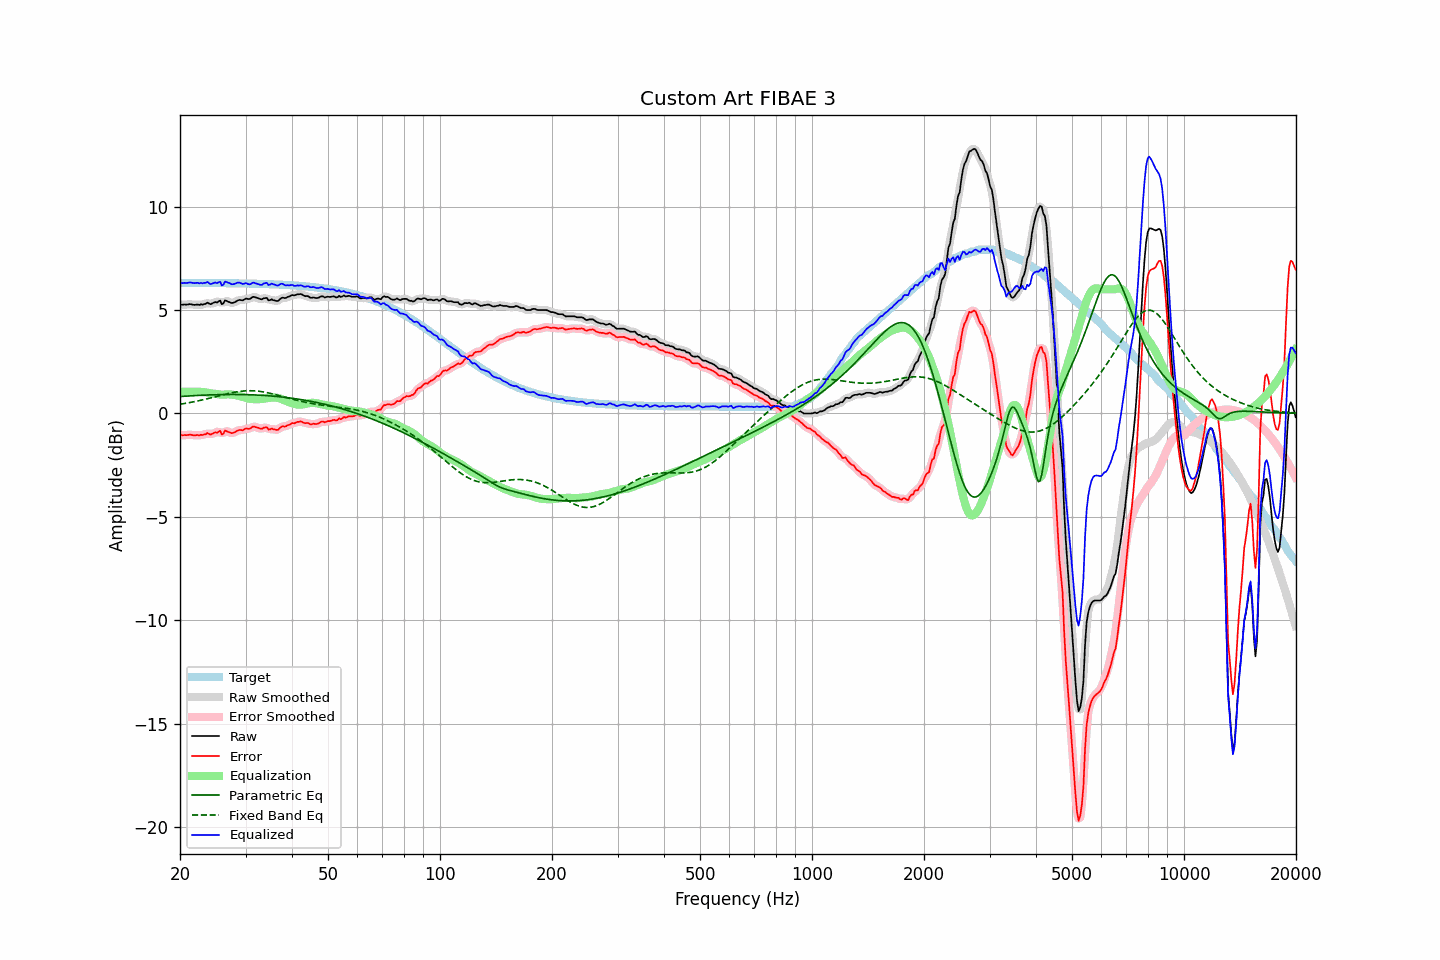 Custom Art FIBAE 3
Amplitude (dBr)
10
5
0
−5
−10
−15
−20
Target
Raw Smoothed
Error Smoothed
Raw
Error
Equalization
Parametric Eq
Fixed Band Eq
Equalized
20 50 100 200 500 1000 2000 5000 10000 20000
Frequency (Hz)